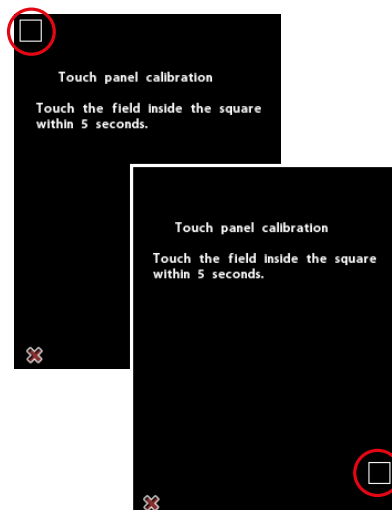 Touch panel calibration
Touch the field inside the square
within 5 seconds.
Touch panel calibration
Touch the field inside the square
within 5 seconds.